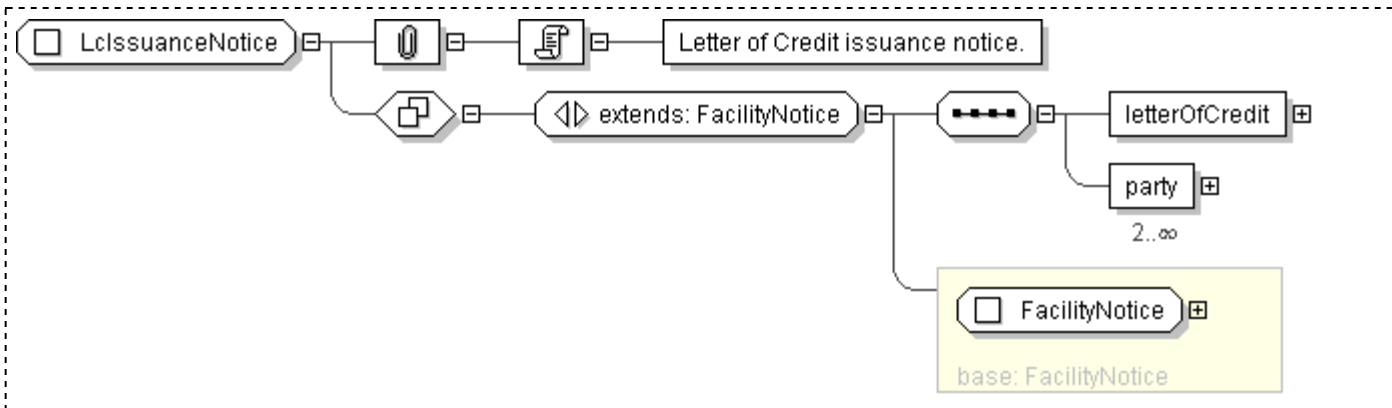 LcIssuanceNotice
Letter of Credit issuance notice.
extends: FacilityNotice
letterOfCredit
party
2..∞
FacilityNotice
base: FacilityNotice